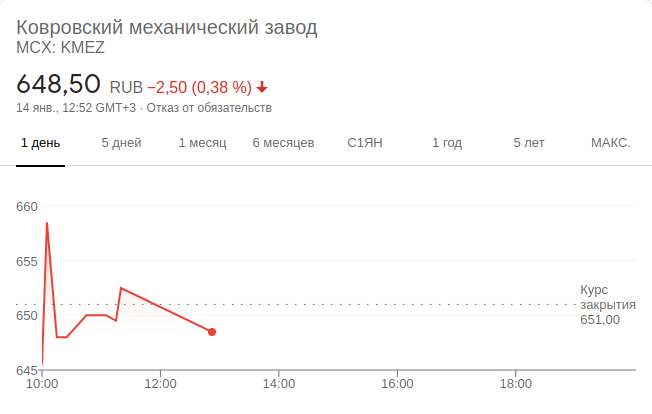 Ковровский механический завод
MCX: KMEZ
648,50 RUB −2,50 (0,38 %)
14 янв., 12:52 GMT+3 · Отказ от обязательств
1 день 5 дней 1 месяц 6 месяцев С1ЯН 1 год 5 лет МАКС.
660
655
650
645
Курс
закрытия
651,00
10:00 12:00 14:00 16:00 18:00